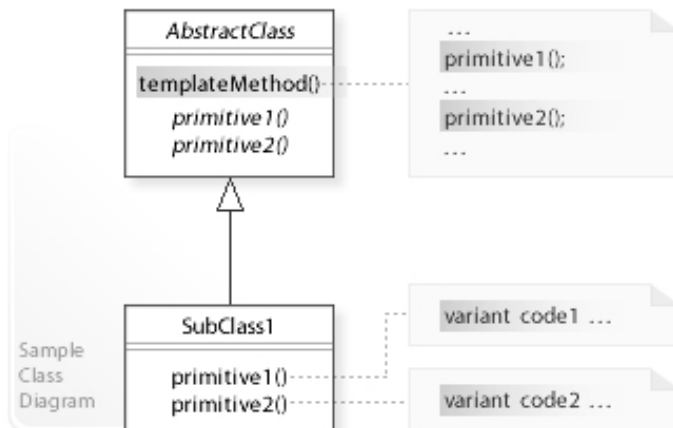 AbstractClass
templateMethod()
primitive1()
primitive2()
...
primitive1();
...
primitive2();
...
SubClass1
primitive1()
primitive2()
variant code1 ...
variant code2 ...
Sample
Class
Diagram